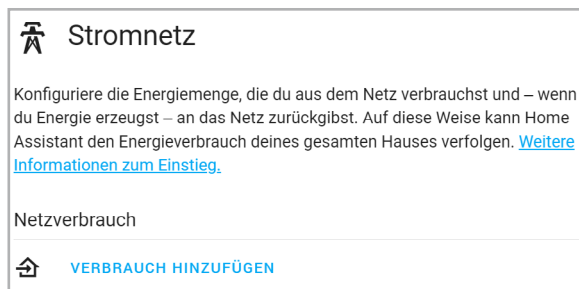 Stromnetz
Konfiguriere die Energiemenge, die du aus dem Netz verbrauchst und – wenn
du Energie erzeugst – an das Netz zurückgibst. Auf diese Weise kann Home
Assistant den Energieverbrauch deines gesamten Hauses verfolgen. Weitere
Informationen zum Einstieg.
Netzverbrauch
VERBRAUCH HINZUFÜGEN